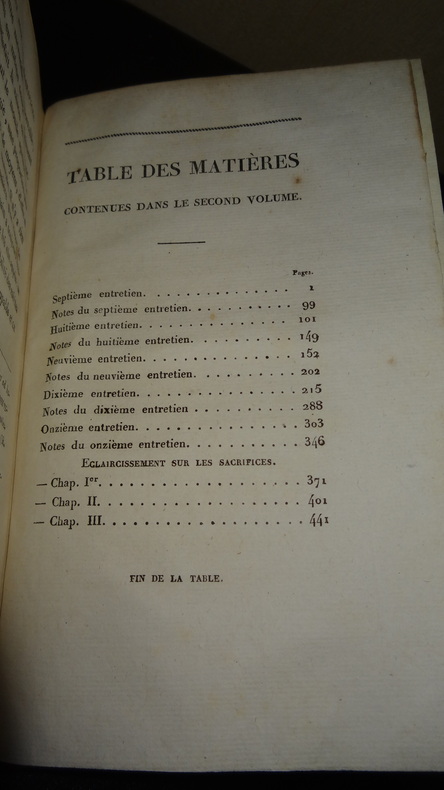 TABLE DES MATIÈRES
CONTENUES DANS LE SECOND VOLUME.
Pages.
Septième entretien. . . . . . . . . . . . . . . 1
Notes du septième entretien. . . . . . . . . . 99
Huitième entretien. . . . . . . . . . . . . . . 101
Notes du huitième entretien. . . . . . . . . . 149
Neuvième entretien. . . . . . . . . . . . . . . 152
Notes du neuvième entretien. . . . . . . . . . 202
Dixième entretien. . . . . . . . . . . . . . . 215
Notes du dixième entretien . . . . . . . . . . 288
Onzième entretien. . . . . . . . . . . . . . . 303
Notes du onzième entretien. . . . . . . . . . . 346
ECLAIRCISSEMENT SUR LES SACRIFICES.
— Chap. Ier. . . . . . . . . . . . . . . . . . 371
— Chap. II. . . . . . . . . . . . . . . . . . 401
— Chap. III. . . . . . . . . . . . . . . . . . 441
FIN DE LA TABLE.